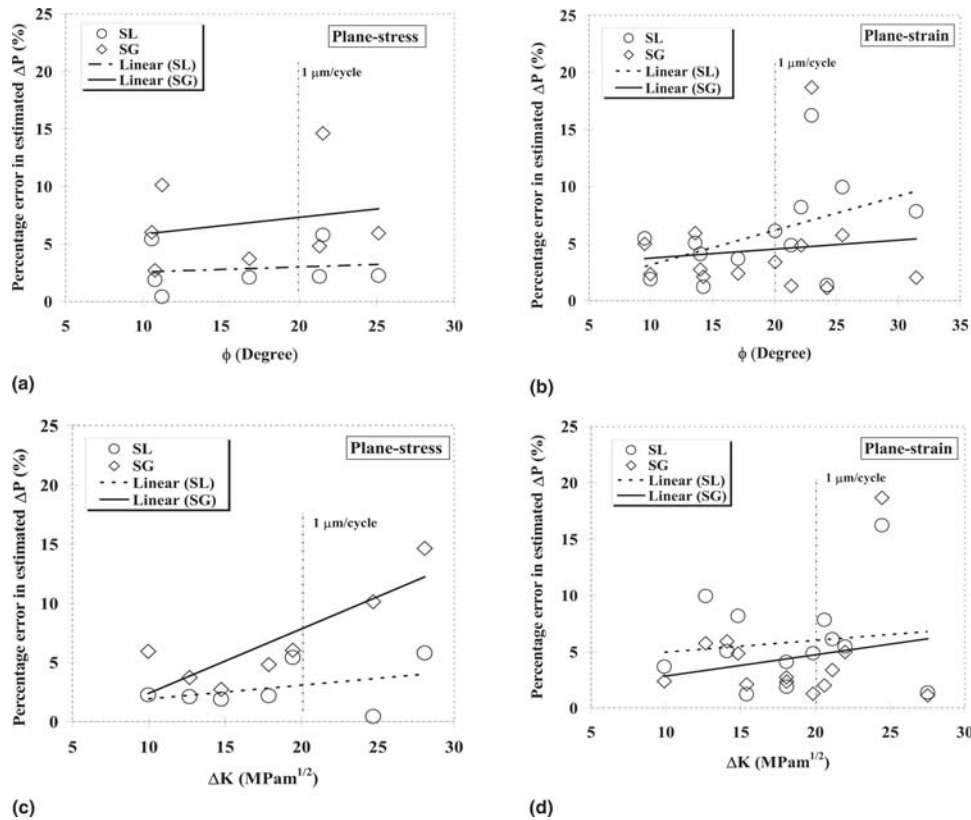 Percentage error in estimated ΔP (%)
25
20
15
10
5
0
SL
SG
Linear (SL)
Linear (SG)
Plane-stress
1 μm/cycle
5 10 15 20 25 30
ϕ (Degree)
(a)
Percentage error in estimated ΔP (%)
25
20
15
10
5
0
SL
SG
Linear (SL)
Linear (SG)
Plane-strain
1 μm/cycle
5 10 15 20 25 30 35
ϕ (Degree)
(b)
Percentage error in estimated ΔP (%)
25
20
15
10
5
0
SL
SG
Linear (SL)
Linear (SG)
Plane-stress
1 μm/cycle
5 10 15 20 25 30
ΔK (MPam^1/2)
(c)
Percentage error in estimated ΔP (%)
25
20
15
10
5
0
SL
SG
Linear (SL)
Linear (SG)
Plane-strain
1 μm/cycle
5 10 15 20 25 30
ΔK (MPam^1/2)
(d)